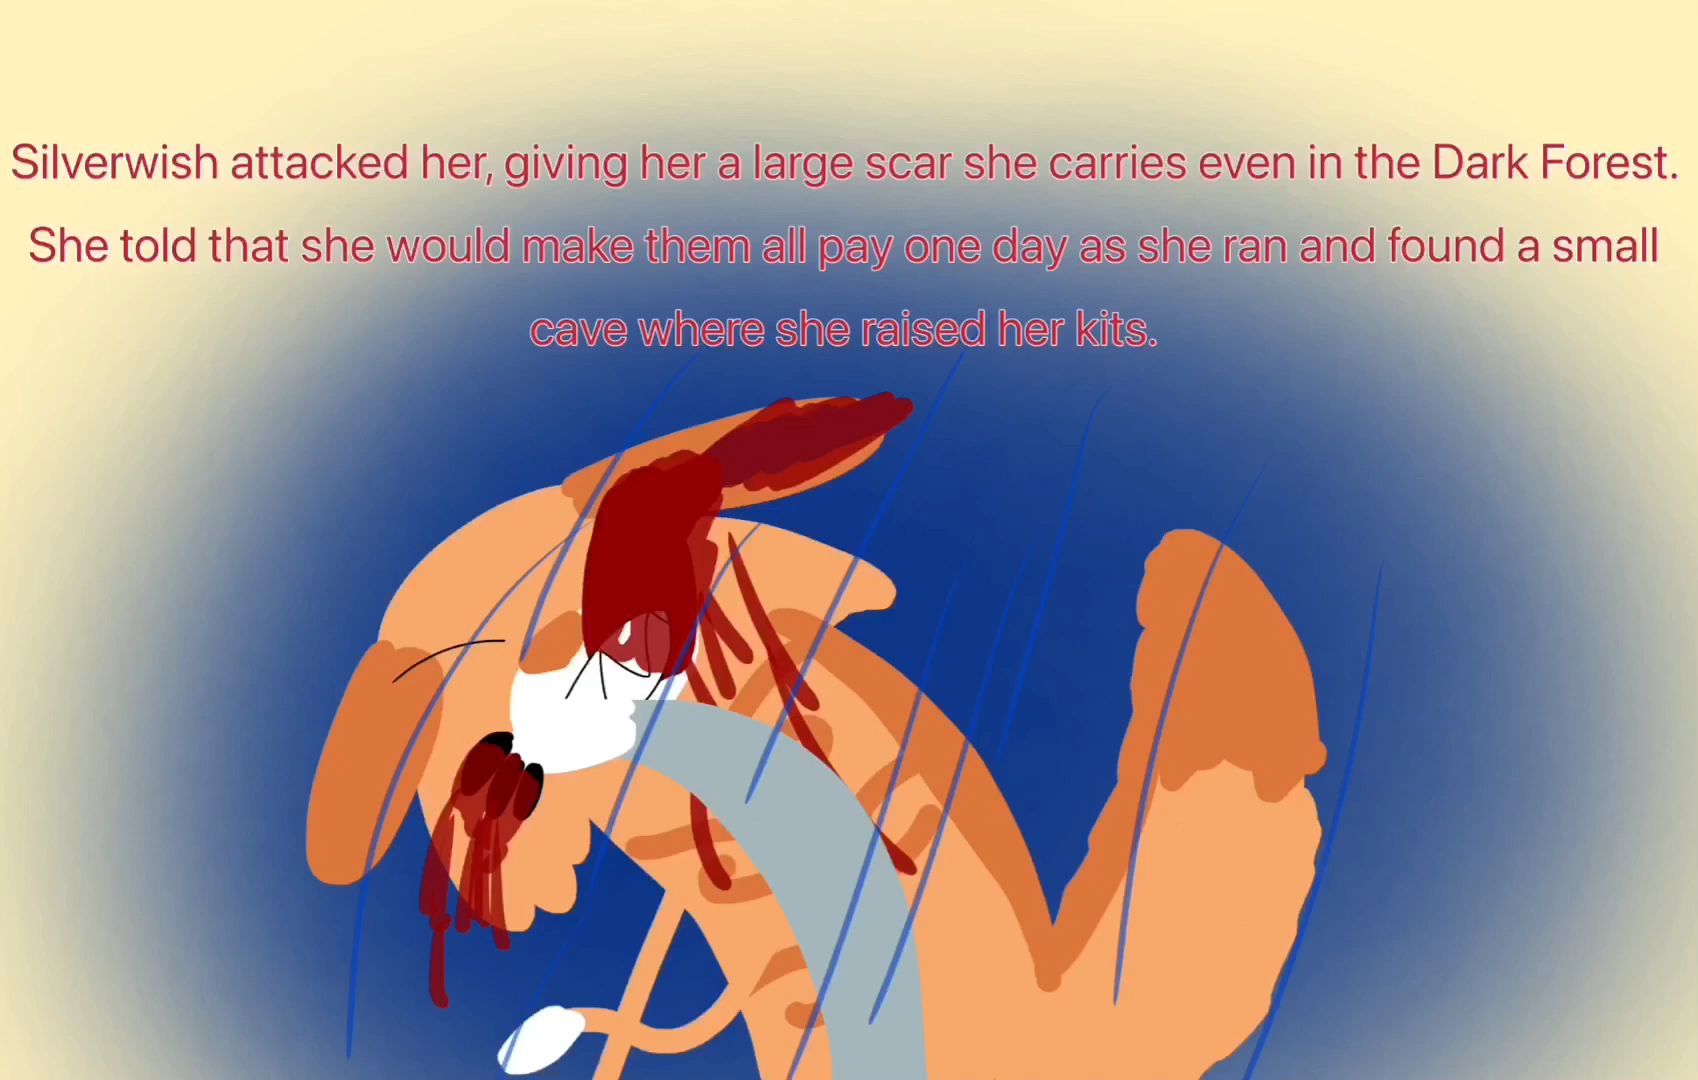 Silverwish attacked her, giving her a large scar she carries even in the Dark Forest.
She told that she would make them all pay one day as she ran and found a small
cave where she raised her kits.